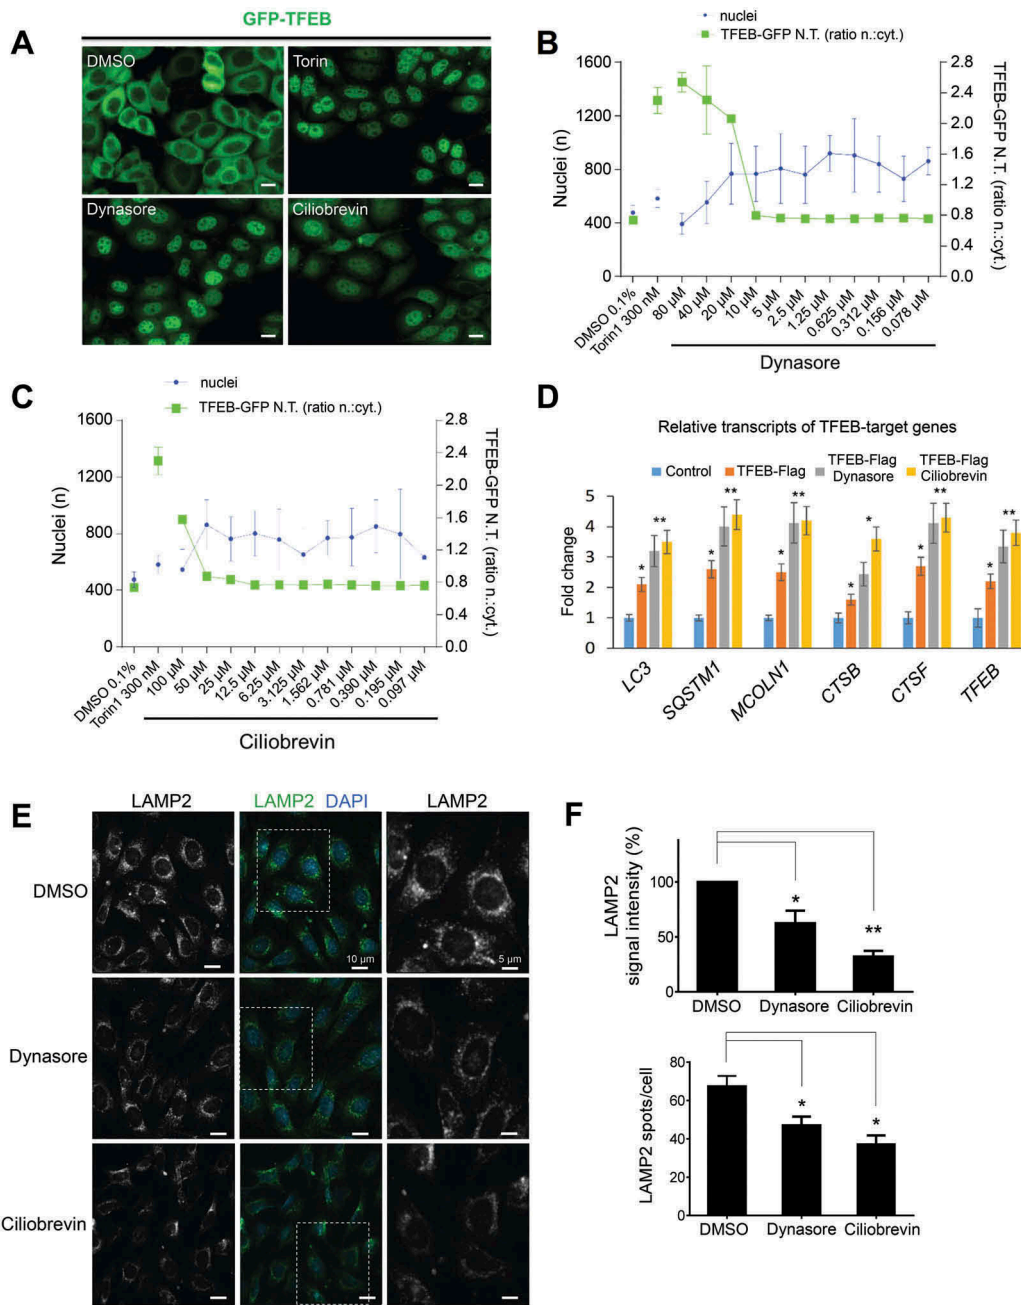 GFP-TFEB
A
DMSO
Torin
Dynasore
Ciliobrevin
B
nuclei
TFEB-GFP N.T. (ratio n.:cyt.)
1600
1200
800
400
0
Nuclei (n)
2.8
2.4
2.0
1.6
1.2
0.8
0.4
0.0
TFEB-GFP N.T. (ratio n.:cyt.)
DMSO 0.1%
Torin1 300 nM
80 µM
40 µM
20 µM
10 µM
5 µM
2.5 µM
1.25 µM
0.625 µM
0.312 µM
0.156 µM
0.078 µM
Dynasore
C
nuclei
TFEB-GFP N.T. (ratio n.:cyt.)
1600
1200
800
400
0
Nuclei (n)
2.8
2.4
2.0
1.6
1.2
0.8
0.4
0.0
TFEB-GFP N.T. (ratio n.:cyt.)
DMSO 0.1%
Torin1 300 nM
100 µM
50 µM
25 µM
12.5 µM
6.25 µM
3.125 µM
1.562 µM
0.781 µM
0.390 µM
0.195 µM
0.097 µM
Ciliobrevin
D
Relative transcripts of TFEB-target genes
Control
TFEB-Flag
TFEB-Flag Dynasore
TFEB-Flag Ciliobrevin
5
4
3
2
1
0
Fold change
* ** * ** * ** * * * ** * **
LC3
SQSTM1
MCOLN1
CTSB
CTSF
TFEB
E
LAMP2
LAMP2 DAPI
LAMP2
DMSO
10 µm
5 µm
Dynasore
Ciliobrevin
F
LAMP2
signal intensity (%)
100
50
0
*
**
DMSO Dynasore Ciliobrevin
LAMP2 spots/cell
80
60
40
20
0
*
*
DMSO Dynasore Ciliobrevin